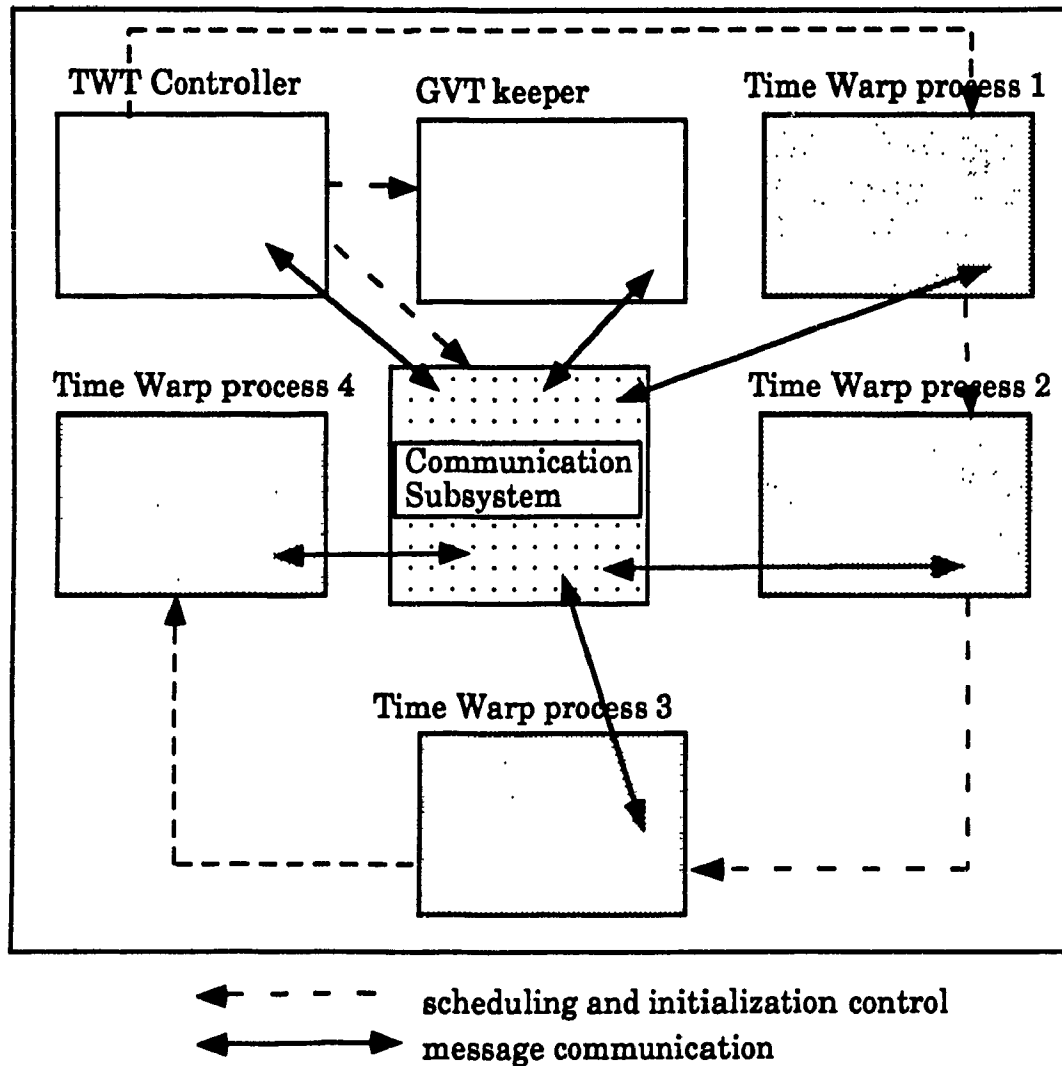 TWT Controller
GVT keeper
Time Warp process 1
Time Warp process 4
Time Warp process 2
Communication
Subsystem
Time Warp process 3
scheduling and initialization control
message communication